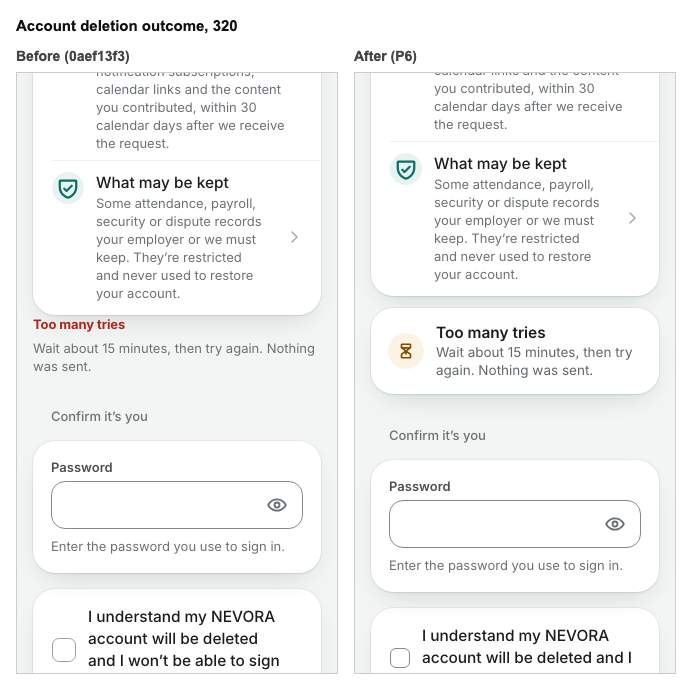 Account deletion outcome, 320
Before (0aef13f3)
notification subscriptions,
calendar links and the content
you contributed, within 30
calendar days after we receive
the request.
What may be kept
Some attendance, payroll,
security or dispute records
your employer or we must
keep. They’re restricted
and never used to restore
your account.
Too many tries
Wait about 15 minutes, then try again. Nothing
was sent.
Confirm it’s you
Password
Enter the password you use to sign in.
I understand my NEVORA
account will be deleted
and I won’t be able to sign
After (P6)
calendar links and the content
you contributed, within 30
calendar days after we receive
the request.
What may be kept
Some attendance, payroll,
security or dispute records
your employer or we must
keep. They’re restricted
and never used to restore
your account.
Too many tries
Wait about 15 minutes, then try
again. Nothing was sent.
Confirm it’s you
Password
Enter the password you use to sign in.
I understand my NEVORA
account will be deleted and I